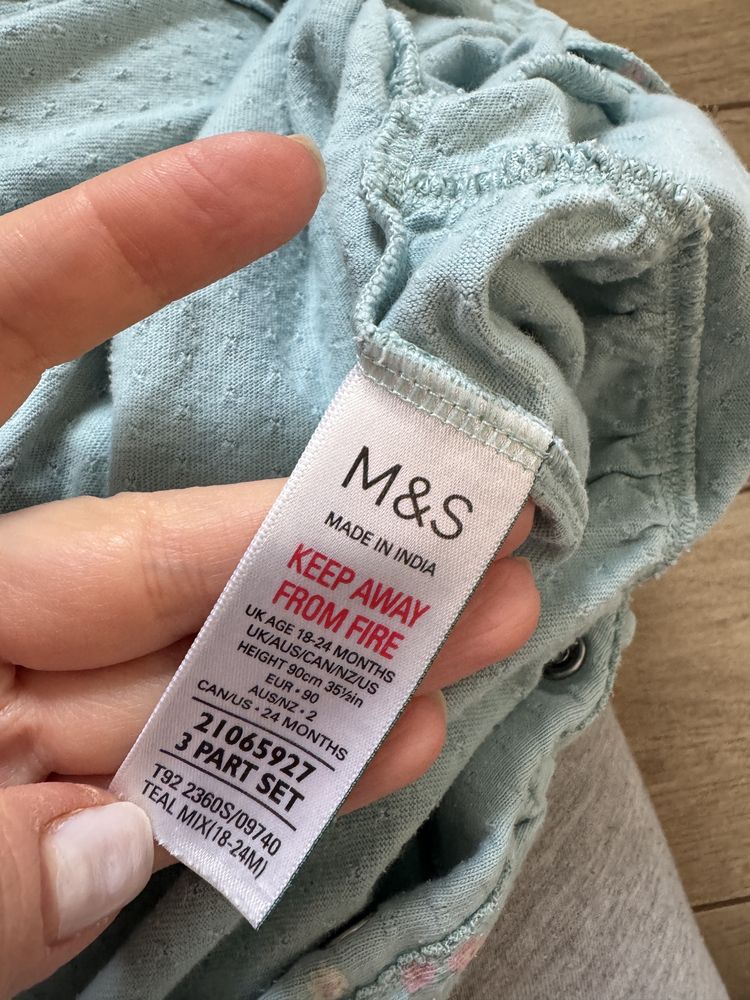 M&S
MADE IN INDIA
KEEP AWAY
FROM FIRE
UK AGE 18-24 MONTHS
UK/AUS/CAN/NZ/US
HEIGHT 90cm 35½in
EUR • 90
AUS/NZ • 2
CAN/US • 24 MONTHS
21065927
3 PART SET
T92 2360S/09740
TEAL MIX(18-24M)